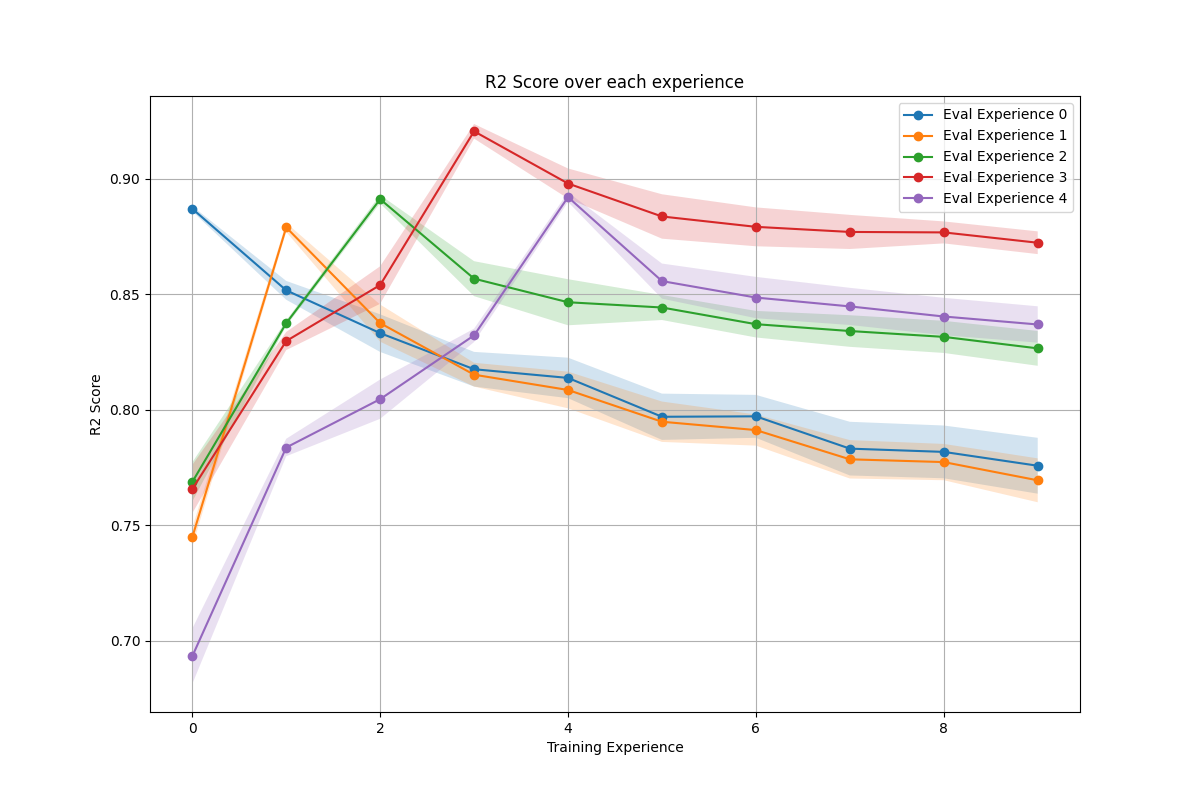 R2 Score over each experience
Eval Experience 0
Eval Experience 1
Eval Experience 2
Eval Experience 3
Eval Experience 4
R2 Score
0.90
0.85
0.80
0.75
0.70
0 2 4 6 8
Training Experience